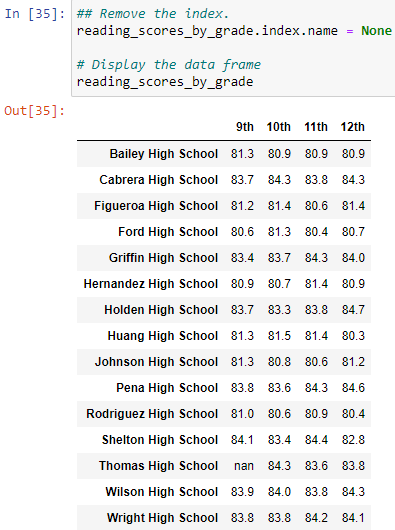 In [35]: ## Remove the index.
reading_scores_by_grade.index.name = None
# Display the data frame
reading_scores_by_grade
Out[35]:
9th 10th 11th 12th
Bailey High School 81.3 80.9 80.9 80.9
Cabrera High School 83.7 84.3 83.8 84.3
Figueroa High School 81.2 81.4 80.6 81.4
Ford High School 80.6 81.3 80.4 80.7
Griffin High School 83.4 83.7 84.3 84.0
Hernandez High School 80.9 80.7 81.4 80.9
Holden High School 83.7 83.3 83.8 84.7
Huang High School 81.3 81.5 81.4 80.3
Johnson High School 81.3 80.8 80.6 81.2
Pena High School 83.8 83.6 84.3 84.6
Rodriguez High School 81.0 80.6 80.9 80.4
Shelton High School 84.1 83.4 84.4 82.8
Thomas High School nan 84.3 83.6 83.8
Wilson High School 83.9 84.0 83.8 84.3
Wright High School 83.8 83.8 84.2 84.1